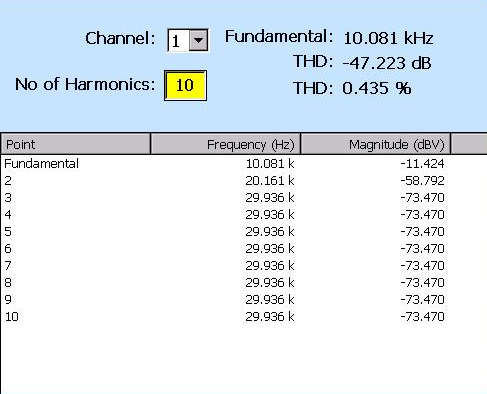 Channel: 1 Fundamental: 10.081 kHz
THD: -47.223 dB
No of Harmonics: 10 THD: 0.435 %
Point Frequency (Hz) Magnitude (dBV)
Fundamental 10.081 k -11.424
2 20.161 k -58.792
3 29.936 k -73.470
4 29.936 k -73.470
5 29.936 k -73.470
6 29.936 k -73.470
7 29.936 k -73.470
8 29.936 k -73.470
9 29.936 k -73.470
10 29.936 k -73.470